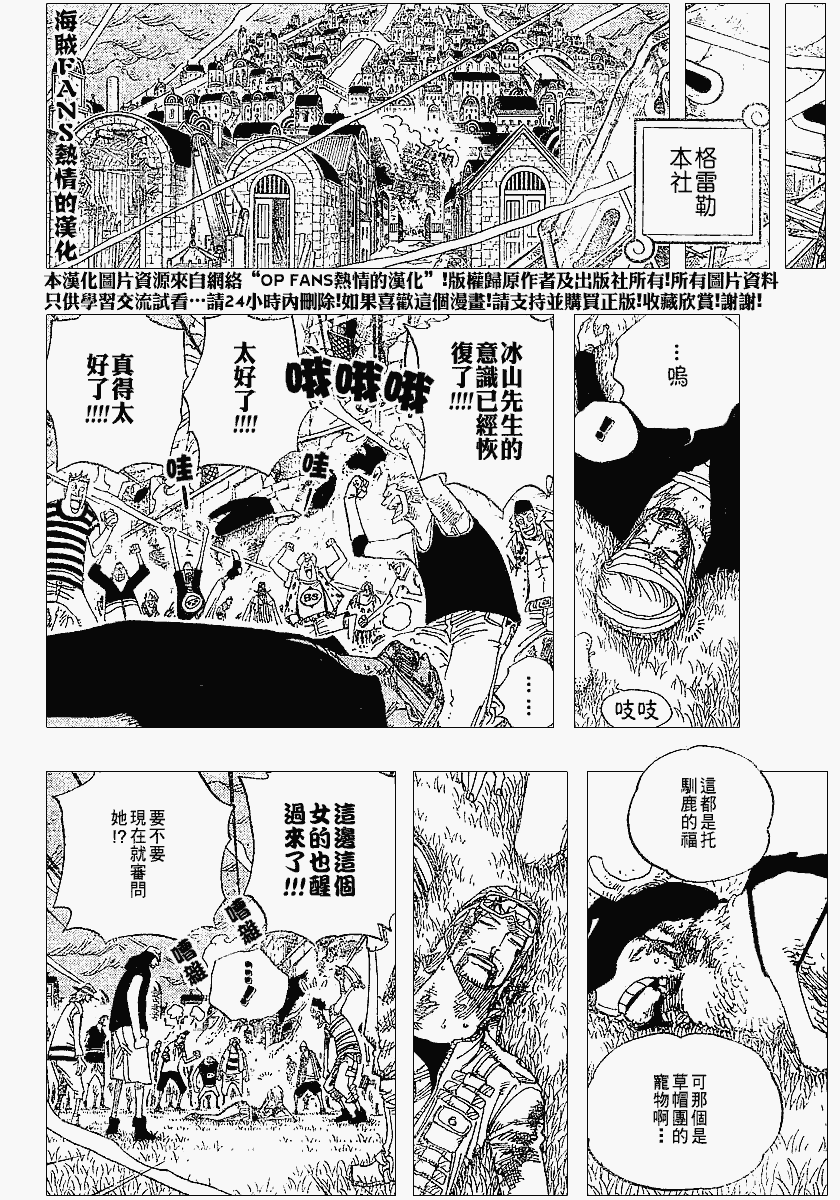 海賊FANS熱情的漢化
格雷勒
本社
本漢化圖片資源來自網絡“OP FANS熱情的漢化”!版權歸原作者及出版社所有!所有圖片資料
只供學習交流試看…請24小時內刪除!如果喜歡這個漫畫!請支持並購買正版!收藏欣賞!謝謝!
…嗚
!!
吱吱
冰山先生的
意識已經恢
復了!!!!
哦哦哦
太好了!!!!
真得太
好了!!!!
哇—
哇—
BS
……
這都是托
馴鹿的福
可那個是
草帽團的
寵物啊…
6
這邊這個
女的也醒
過來了!!!
要不要
現在就審問
她!?
嘈雜
嘈雜
…!